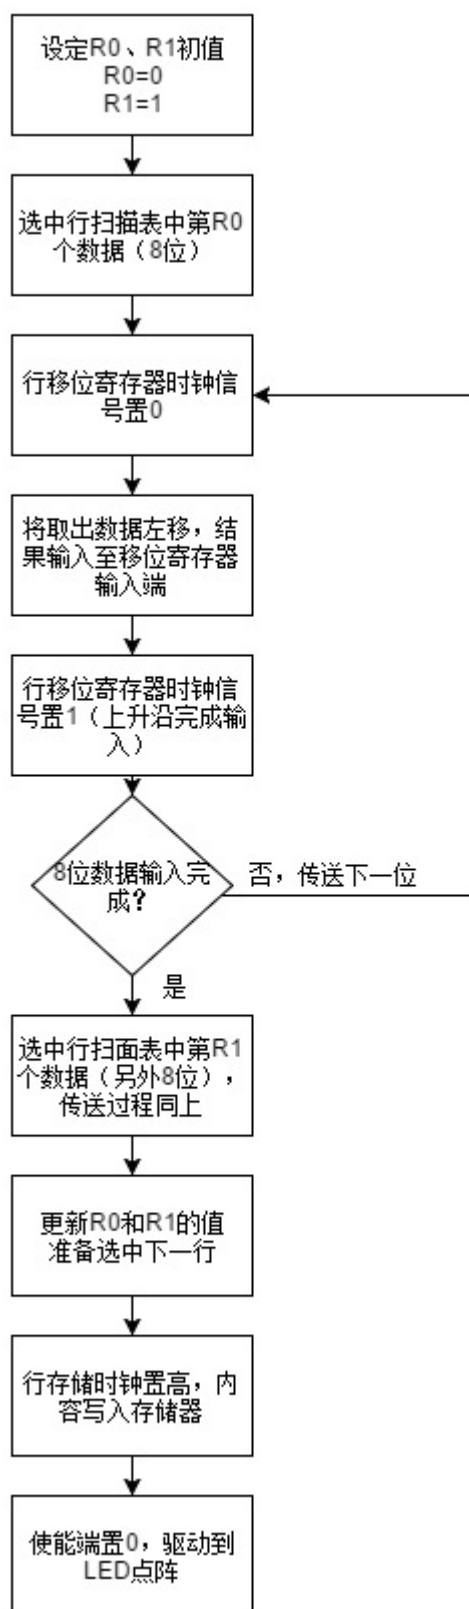 设定R0、R1初值
R0=0
R1=1
选中行扫描表中第R0
个数据（8位）
行移位寄存器时钟信
号置0
将取出数据左移，结
果输入至移位寄存器
输入端
行移位寄存器时钟信
号置1（上升沿完成输
入）
8位数据输入完
成？
否，传送下一位
是
选中行扫面表中第R1
个数据（另外8位），
传送过程同上
更新R0和R1的值
准备选中下一行
行存储时钟置高，内
容写入存储器
使能端置0，驱动到
LED点阵